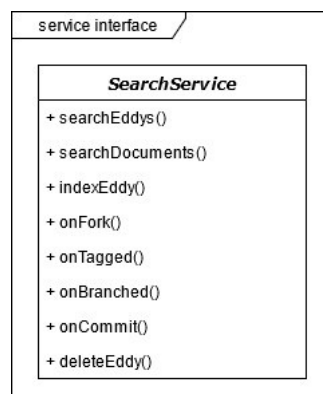 service interface
SearchService
+ searchEddys()
+ searchDocuments()
+ indexEddy()
+ onFork()
+ onTagged()
+ onBranched()
+ onCommit()
+ deleteEddy()